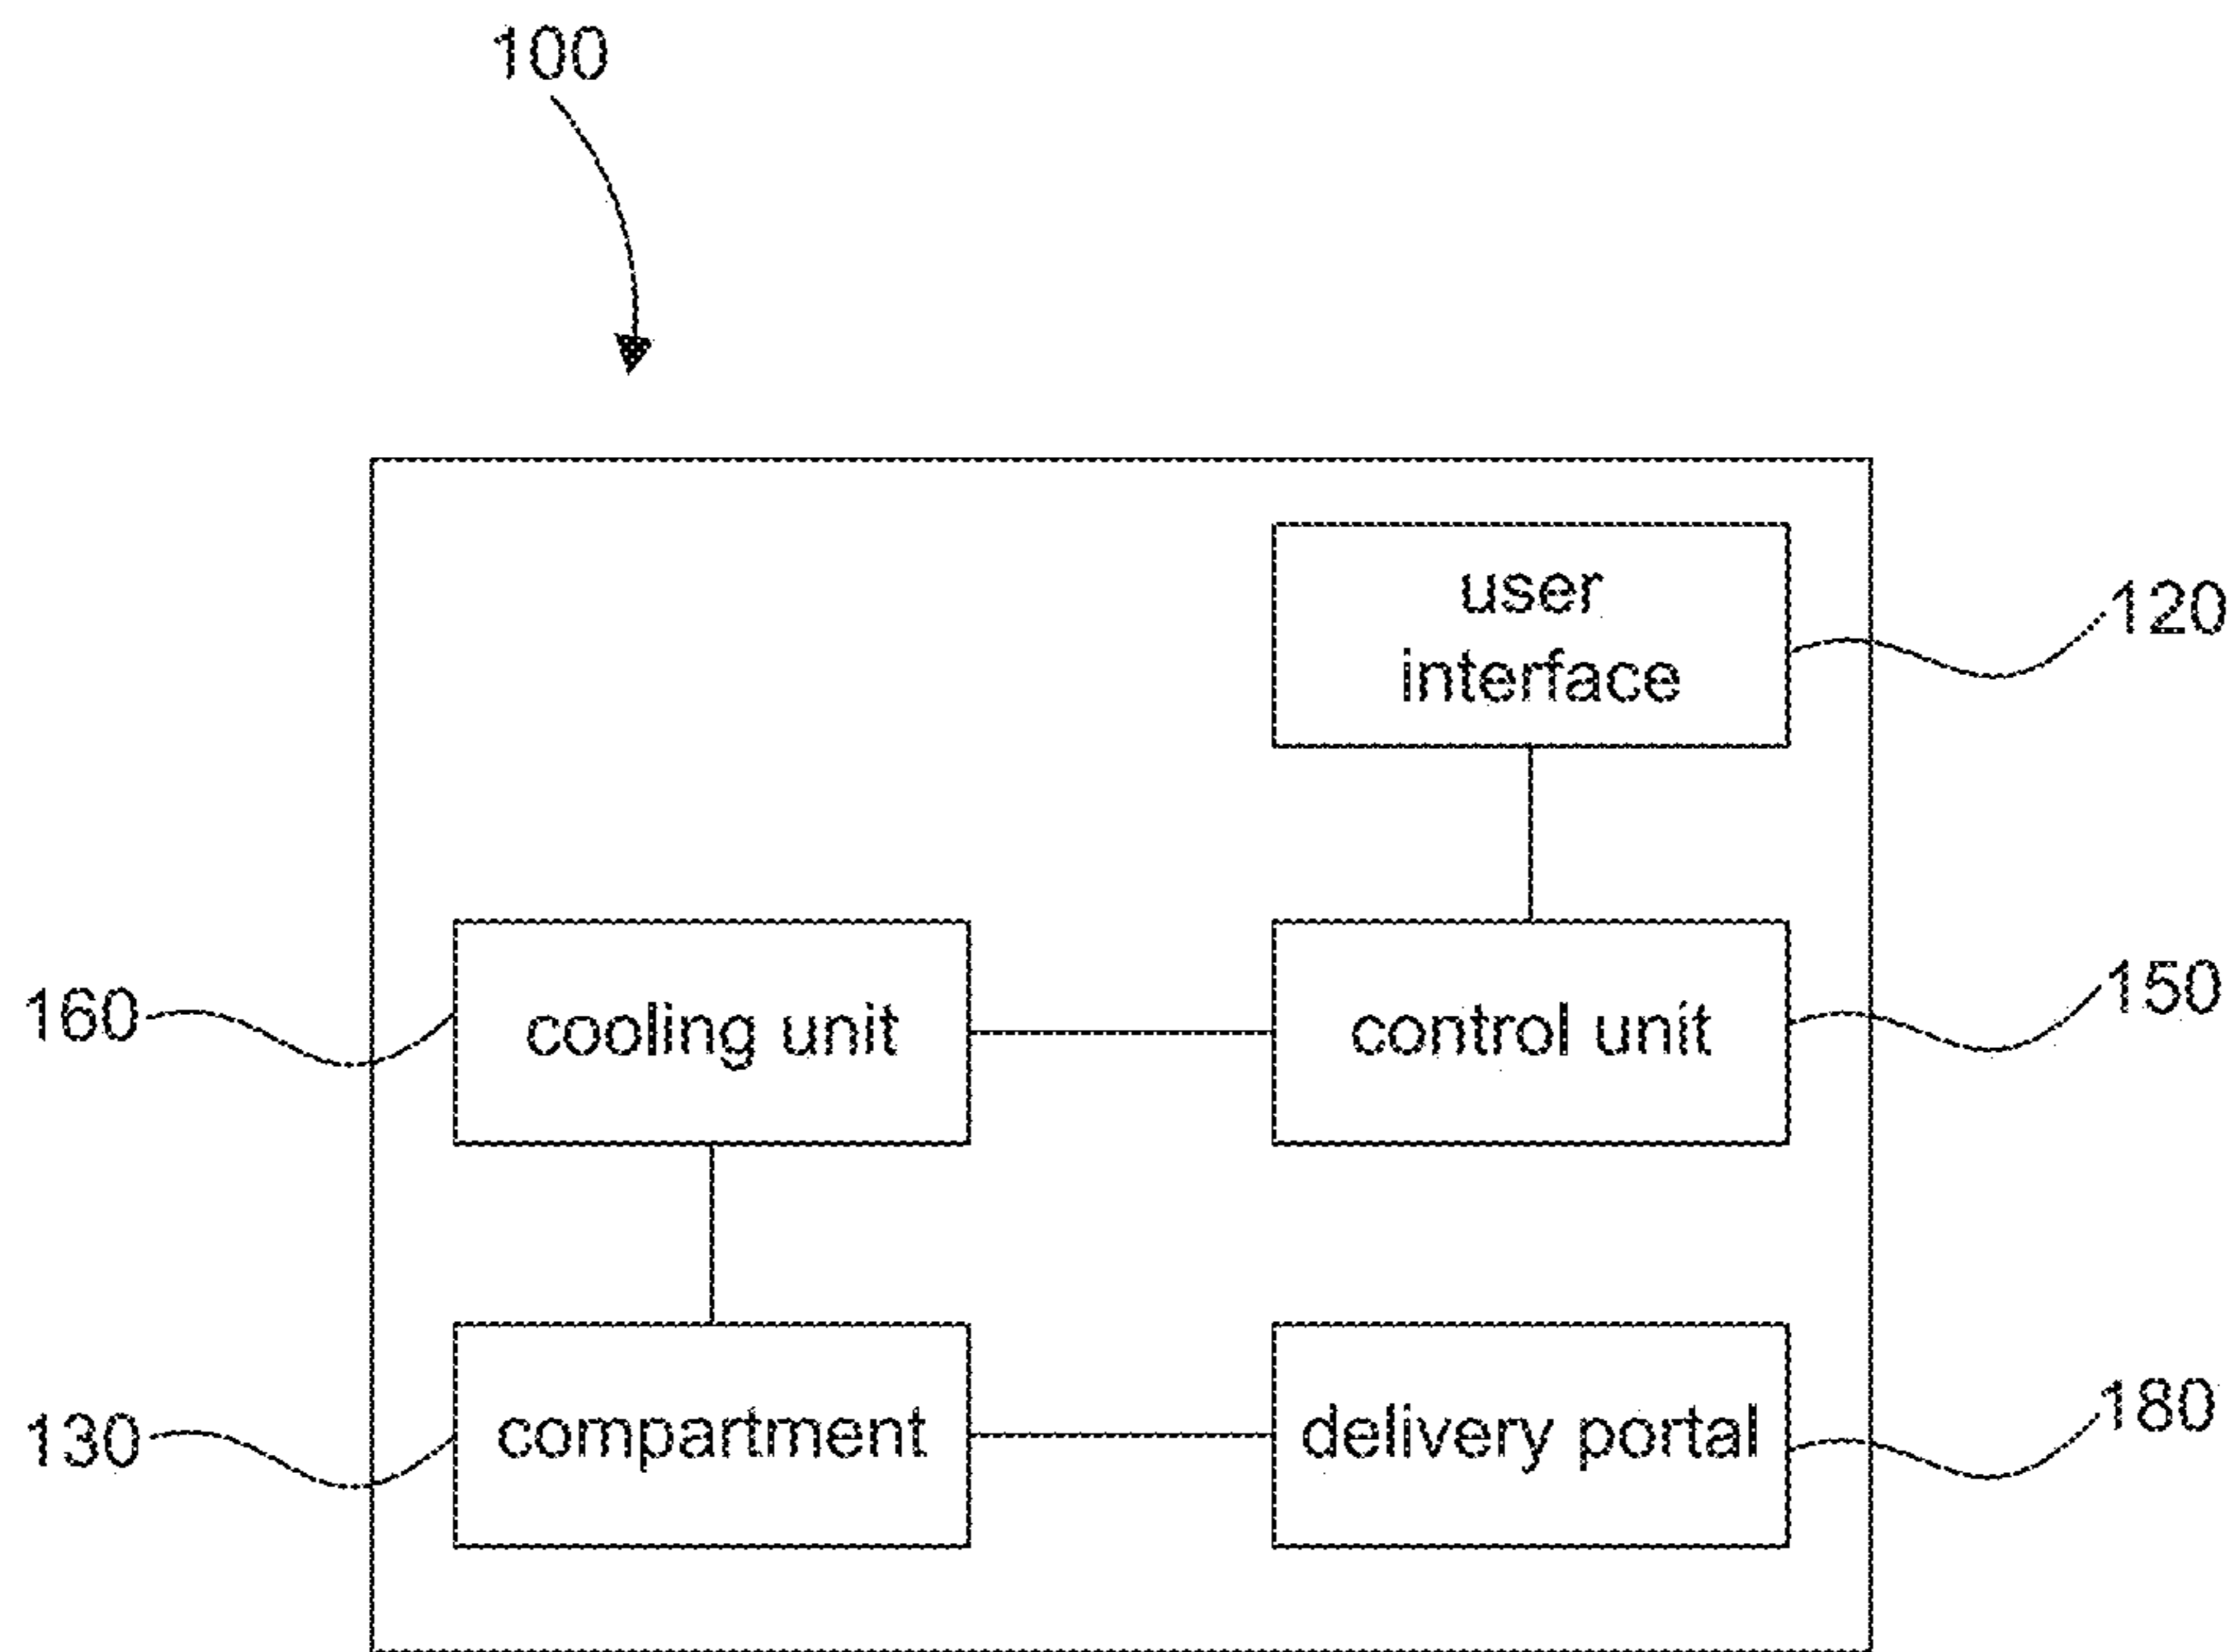 100
user
interface
120
160
cooling unit
control unit
150
130
compartment
delivery portal
180